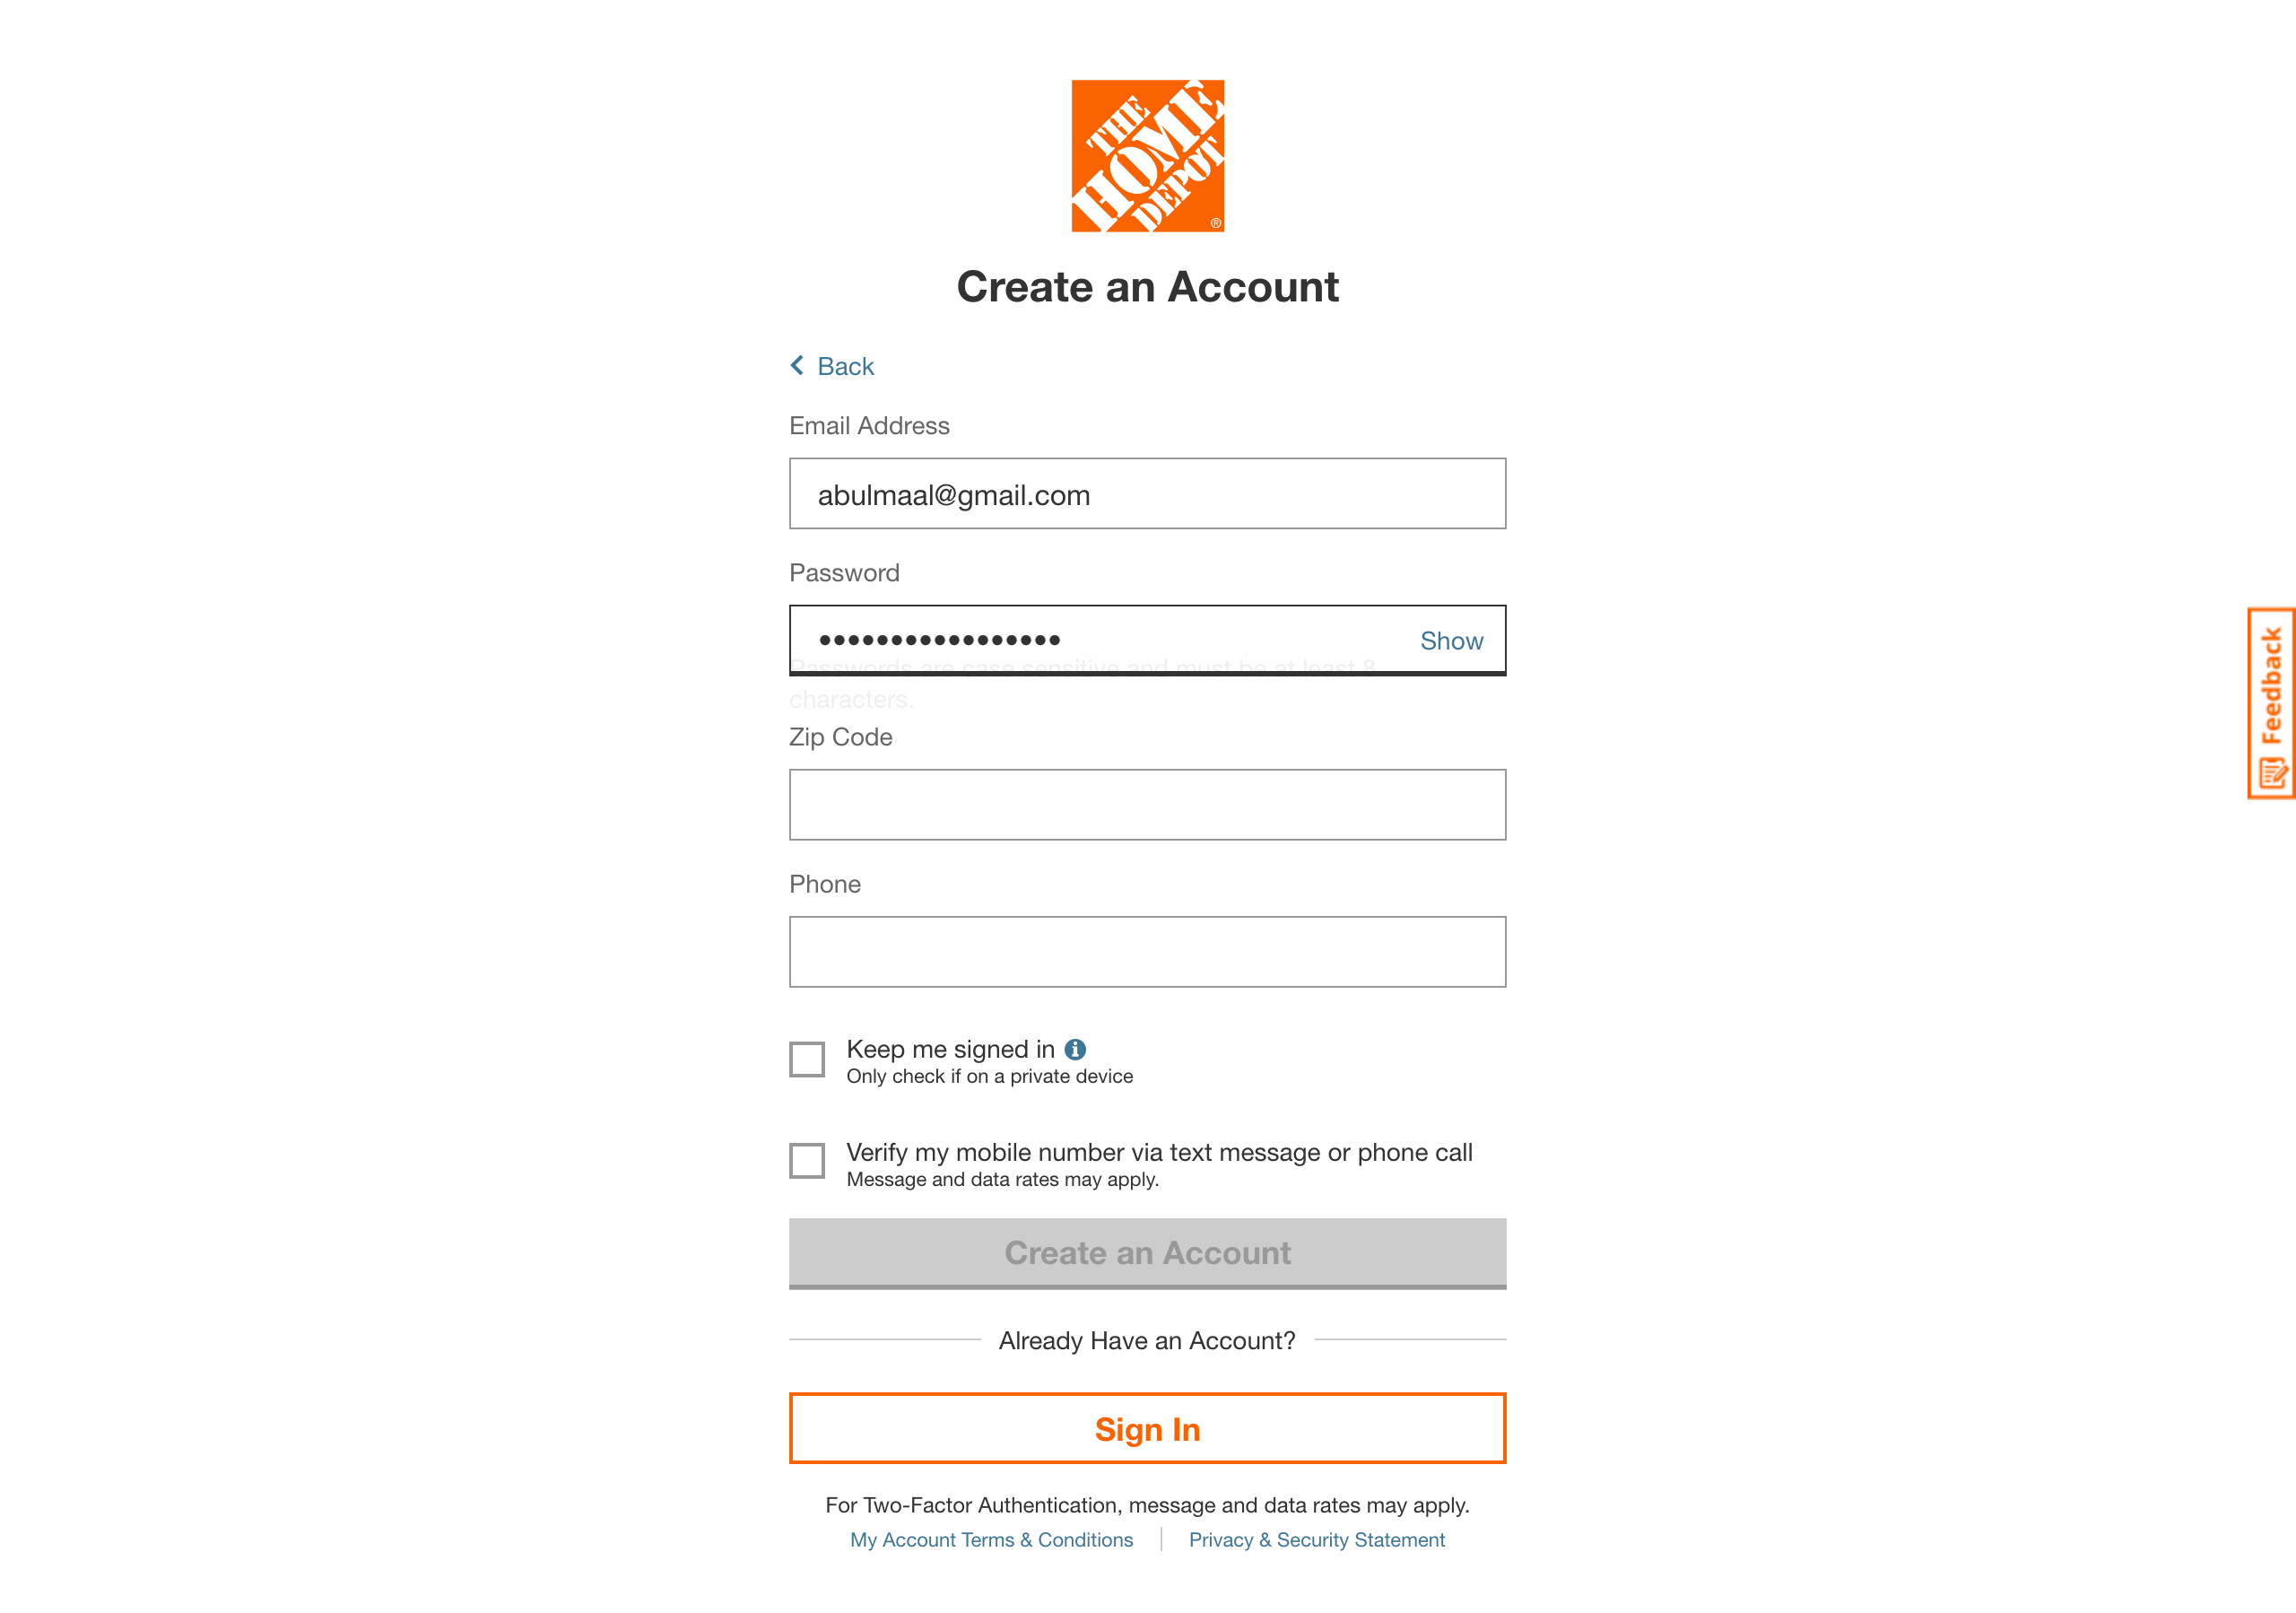 THE
HOME
DEPOT
®
Create an Account
Back
Email Address
abulmaal@gmail.com
Password
•••••••••••••••••
Show
Passwords are case sensitive and must be at least 8
characters.
Zip Code
Phone
Keep me signed in
Only check if on a private device
Verify my mobile number via text message or phone call
Message and data rates may apply.
Create an Account
Already Have an Account?
Sign In
For Two-Factor Authentication, message and data rates may apply.
My Account Terms & Conditions | Privacy & Security Statement
Feedback